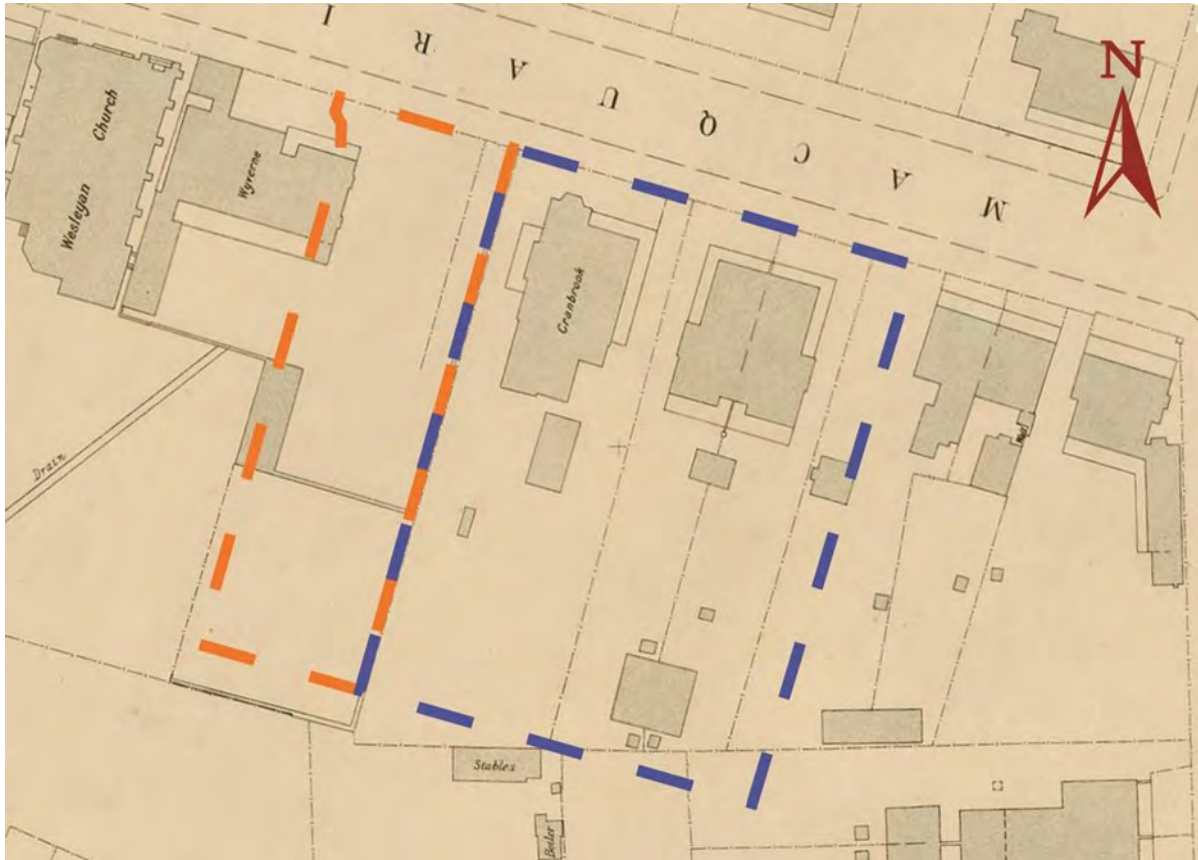 N
MACQUARI
Wesleyan Church
Wyverne
Cranbrook
Drain
Stables
Boiler